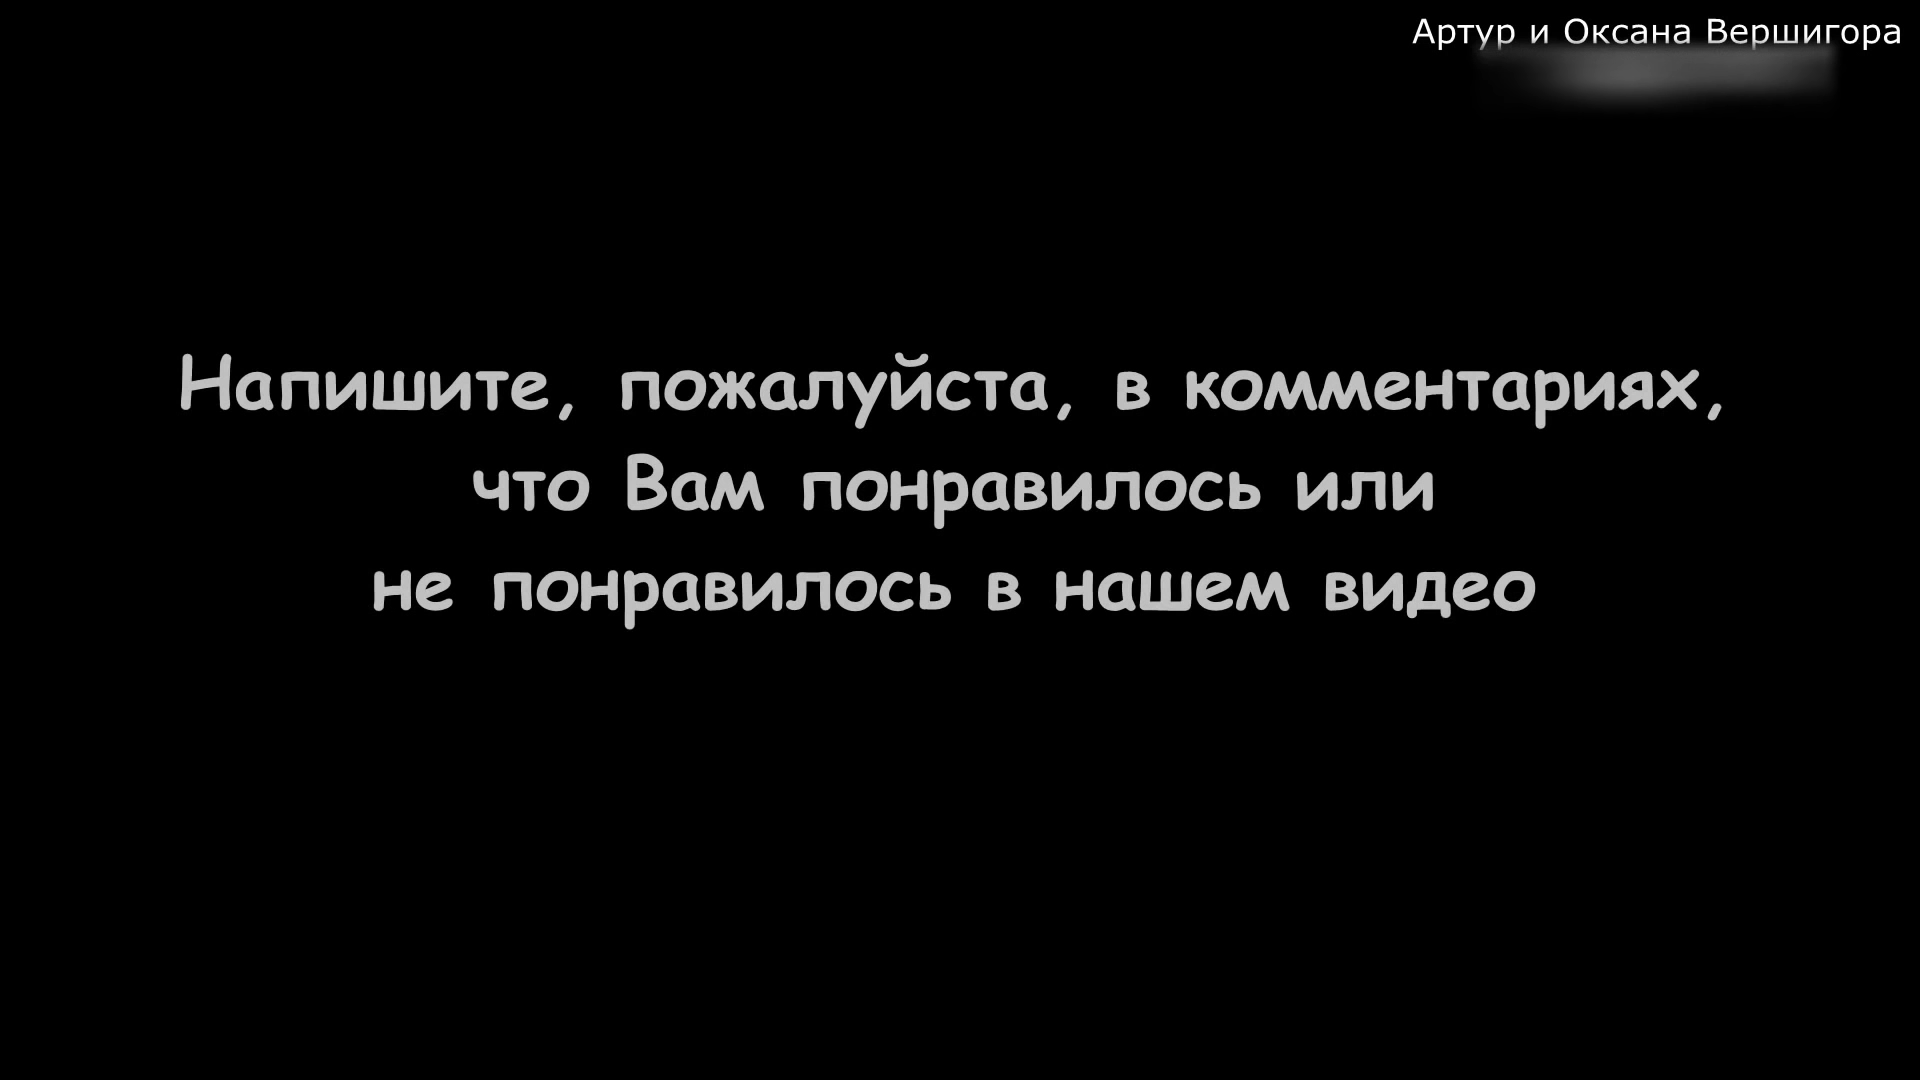 Артур и Оксана Вершигора
Напишите, пожалуйста, в комментариях,
что Вам понравилось или
не понравилось в нашем видео